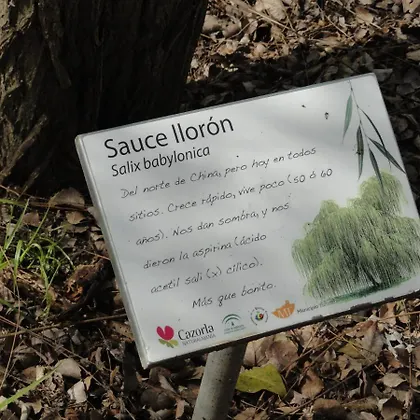 Sauce llorón
Salix babylonica
Del norte de China, pero hoy en todos
sitios. Crece rápido, vive poco (50 ó 60
años). Nos dan sombra, y nos
dieron la aspirina (ácido
acetil sali (x) cílico).
Más que bonito.
Cazorla